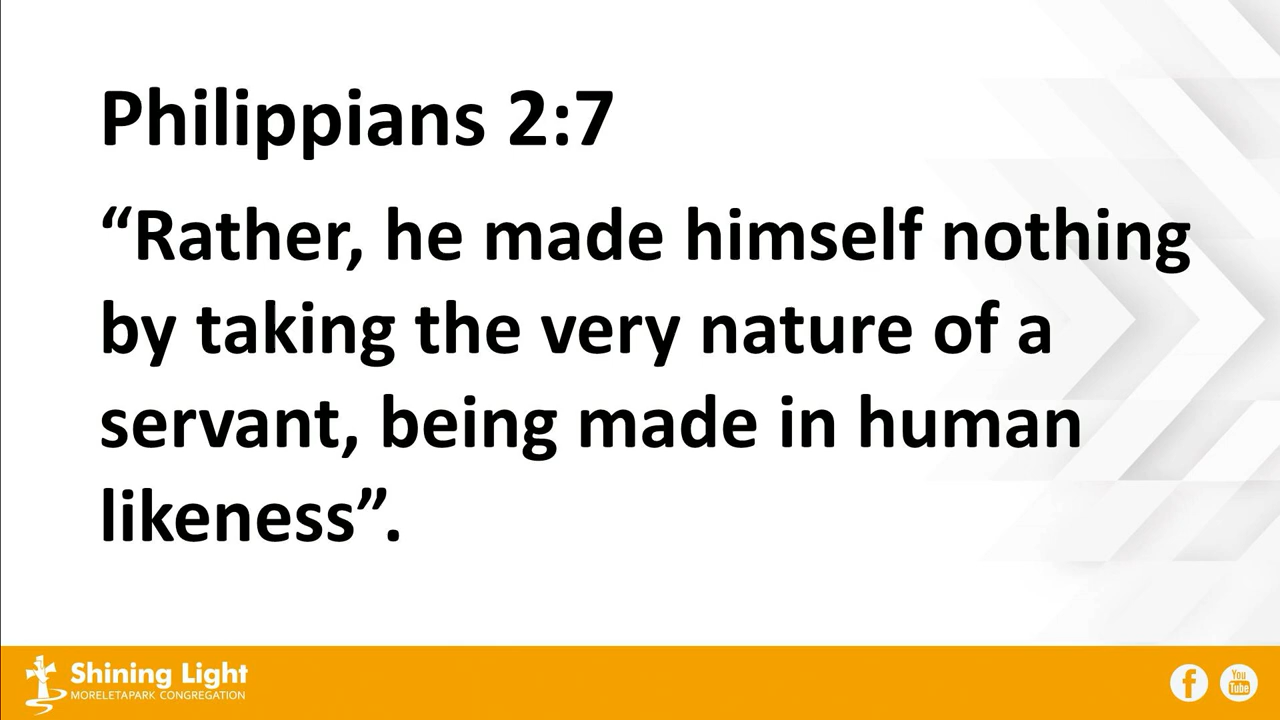 Philippians 2:7
“Rather, he made himself nothing
by taking the very nature of a
servant, being made in human
likeness”.
Shining Light
MORELETAPARK CONGREGATION
f
You
Tube